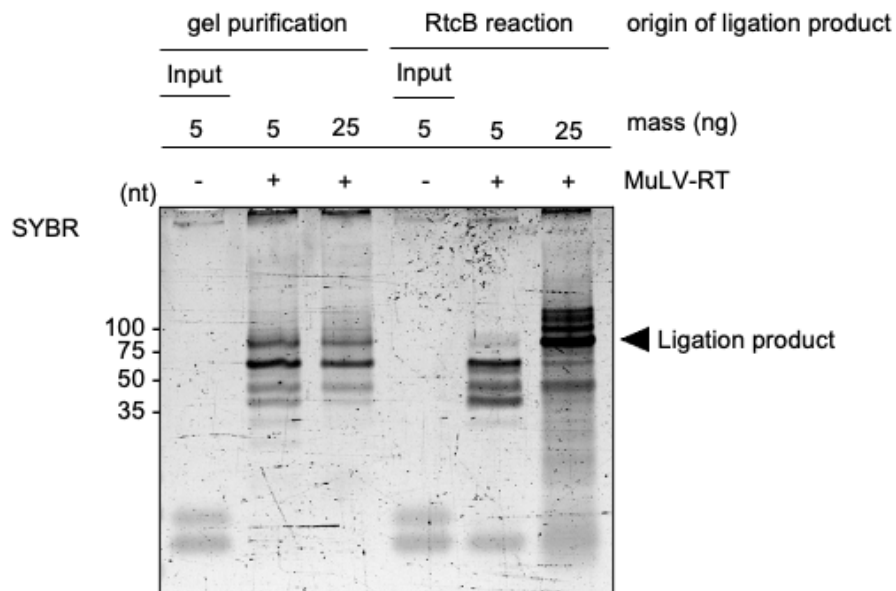 gel purification RtcB reaction origin of ligation product
Input Input
5 5 25 5 5 25 mass (ng)
(nt) - + + - + + MuLV-RT
SYBR
100
75
50
35
Ligation product